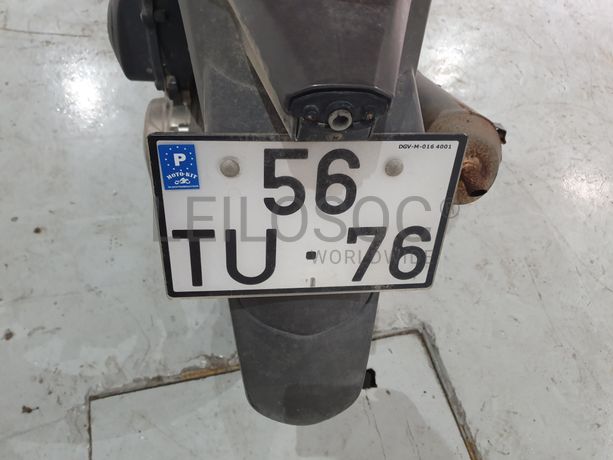 DGV-M-016 4001
P
MOTO-KIT
56
TU-76
LEILOSOC®
WORLDWIDE